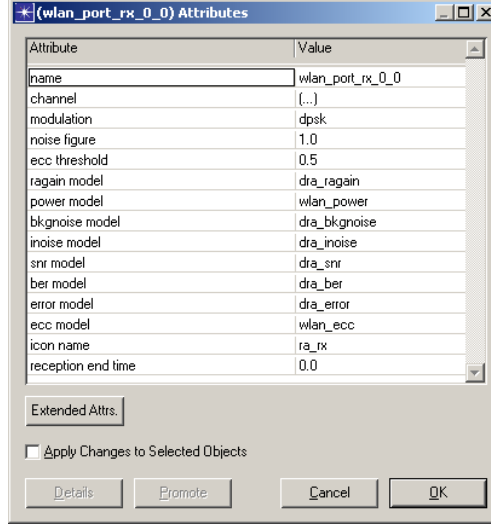 (wlan_port_rx_0_0) Attributes
Attribute Value
name wlan_port_rx_0_0
channel (...)
modulation dpsk
noise figure 1.0
ecc threshold 0.5
ragain model dra_ragain
power model wlan_power
bkgnoise model dra_bkgnoise
inoise model dra_inoise
snr model dra_snr
ber model dra_ber
error model dra_error
ecc model wlan_ecc
icon name ra_rx
reception end time 0.0
Extended Attrs.
Apply Changes to Selected Objects
Details Promote Cancel OK